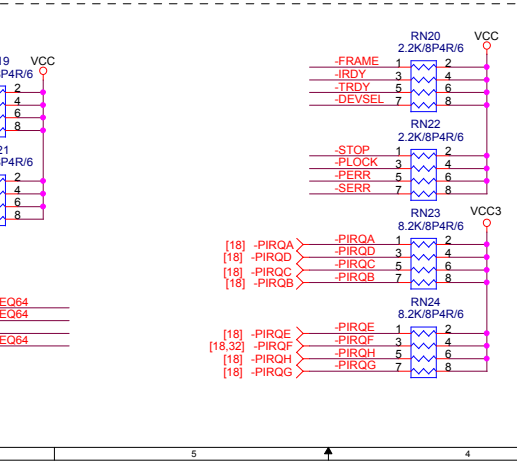 19 VCC
8P4R/6
2
4
6
8
21
8P4R/6
2
4
6
8
EQ64
EQ64
EQ64
RN20 VCC
2.2K/8P4R/6
-FRAME 1 2
-IRDY 3 4
-TRDY 5 6
-DEVSEL 7 8
RN22
2.2K/8P4R/6
-STOP 1 2
-PLOCK 3 4
-PERR 5 6
-SERR 7 8
RN23 VCC3
8.2K/8P4R/6
[18] -PIRQA -PIRQA 1 2
[18] -PIRQD -PIRQD 3 4
[18] -PIRQC -PIRQC 5 6
[18] -PIRQB -PIRQB 7 8
RN24
8.2K/8P4R/6
[18] -PIRQE -PIRQE 1 2
[18,32] -PIRQF -PIRQF 3 4
[18] -PIRQH -PIRQH 5 6
[18] -PIRQG -PIRQG 7 8
5 4